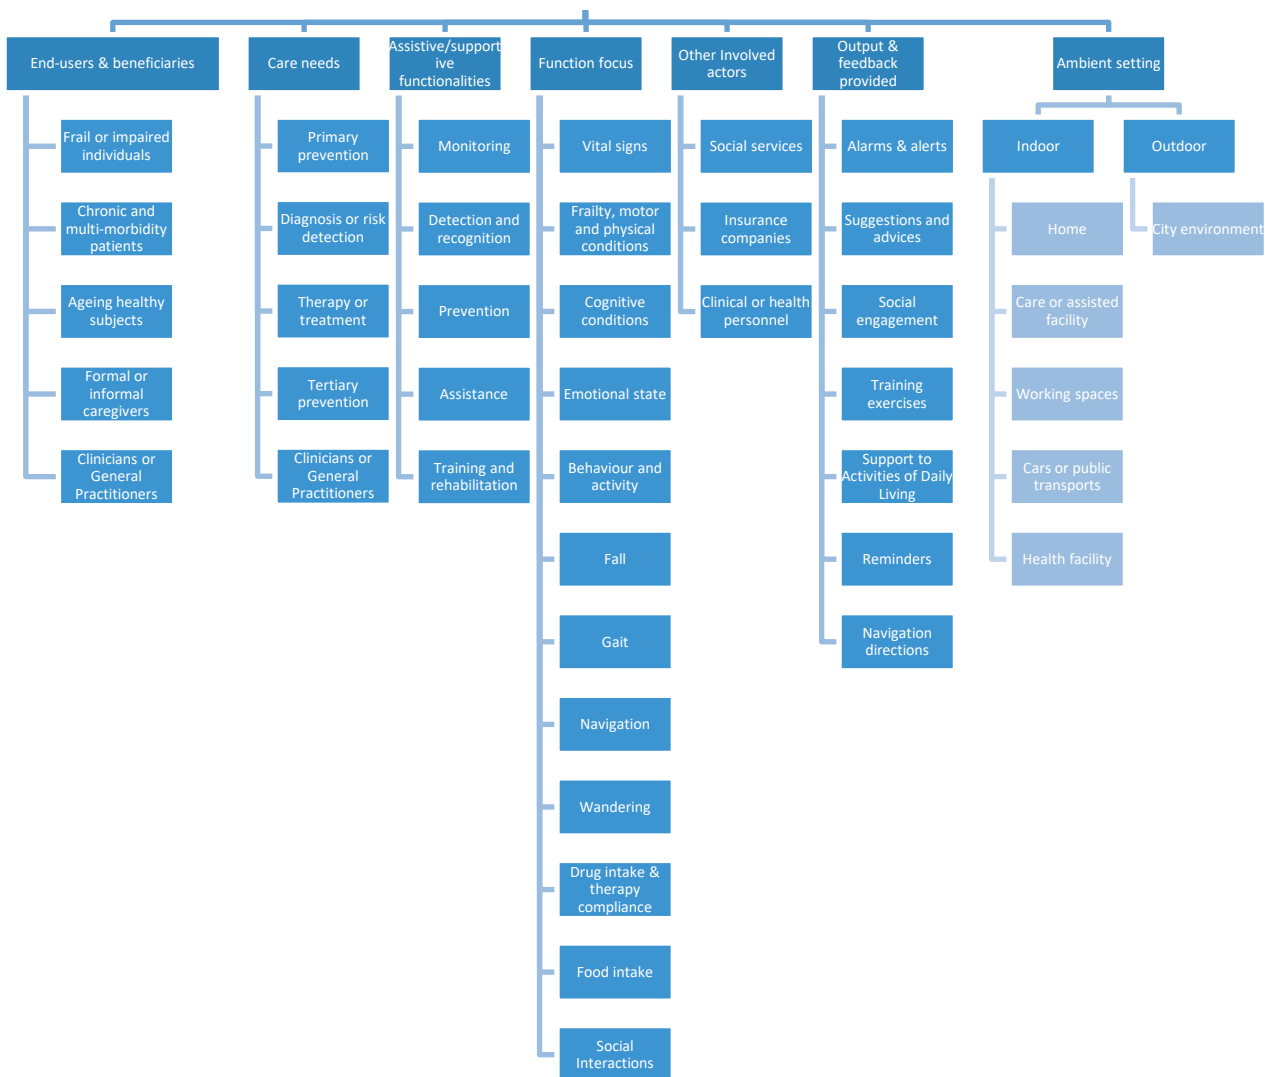 End-users & beneficiaries
Frail or impaired
individuals
Chronic and
multi-morbidity
patients
Ageing healthy
subjects
Formal or
informal
caregivers
Clinicians or
General
Practitioners
Care needs
Primary
prevention
Diagnosis or risk
detection
Therapy or
treatment
Tertiary
prevention
Clinicians or
General
Practitioners
Assistive/support
ive
functionalities
Monitoring
Detection and
recognition
Prevention
Assistance
Training and
rehabilitation
Function focus
Vital signs
Frailty, motor
and physical
conditions
Cognitive
conditions
Emotional state
Behaviour and
activity
Fall
Gait
Navigation
Wandering
Drug intake &
therapy
compliance
Food intake
Social
Interactions
Other Involved
actors
Social services
Insurance
companies
Clinical or health
personnel
Output &
feedback
provided
Alarms & alerts
Suggestions and
advices
Social
engagement
Training
exercises
Support to
Activities of Daily
Living
Reminders
Navigation
directions
Ambient setting
Indoor
Home
Care or assisted
facility
Working spaces
Cars or public
transports
Health facility
Outdoor
City environment